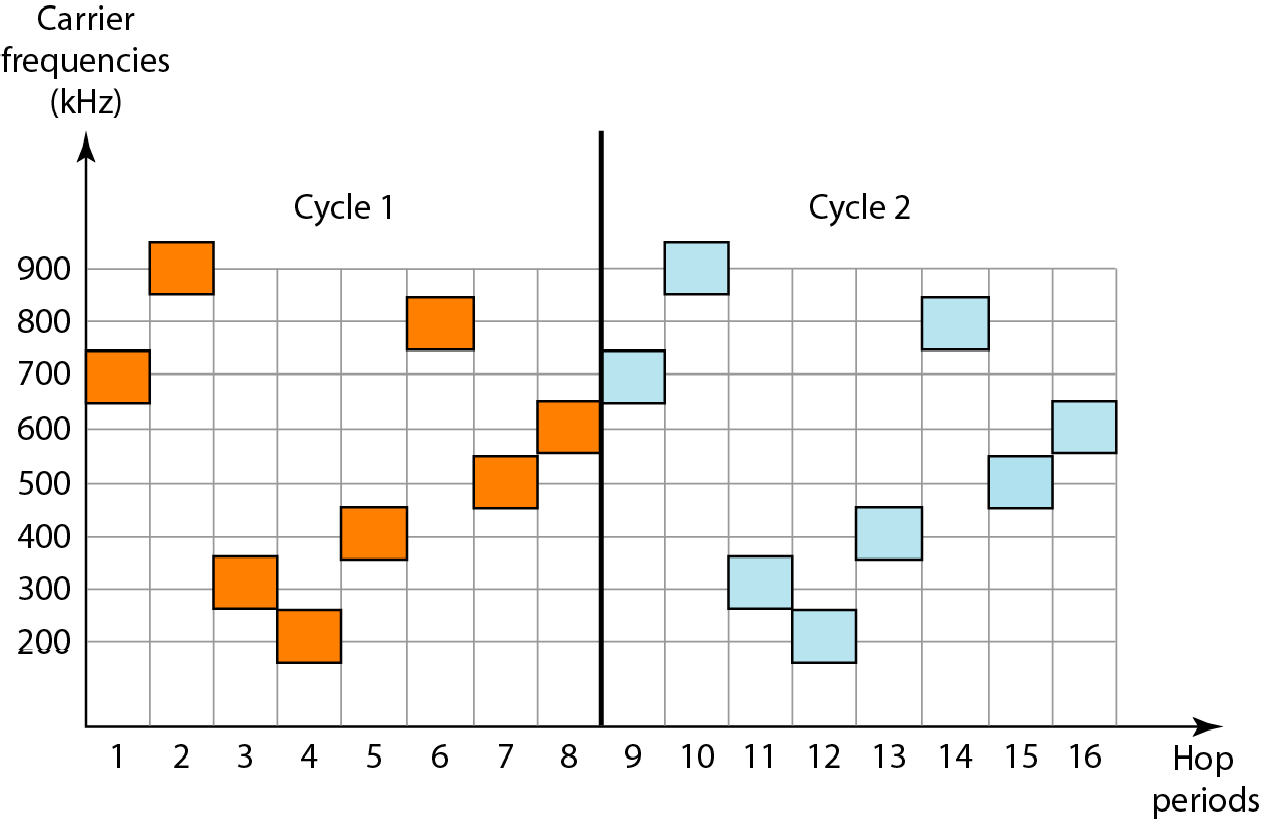 Carrier
frequencies
(kHz)
Cycle 1
Cycle 2
900
800
700
600
500
400
300
200
1 2 3 4 5 6 7 8 9 10 11 12 13 14 15 16
Hop
periods